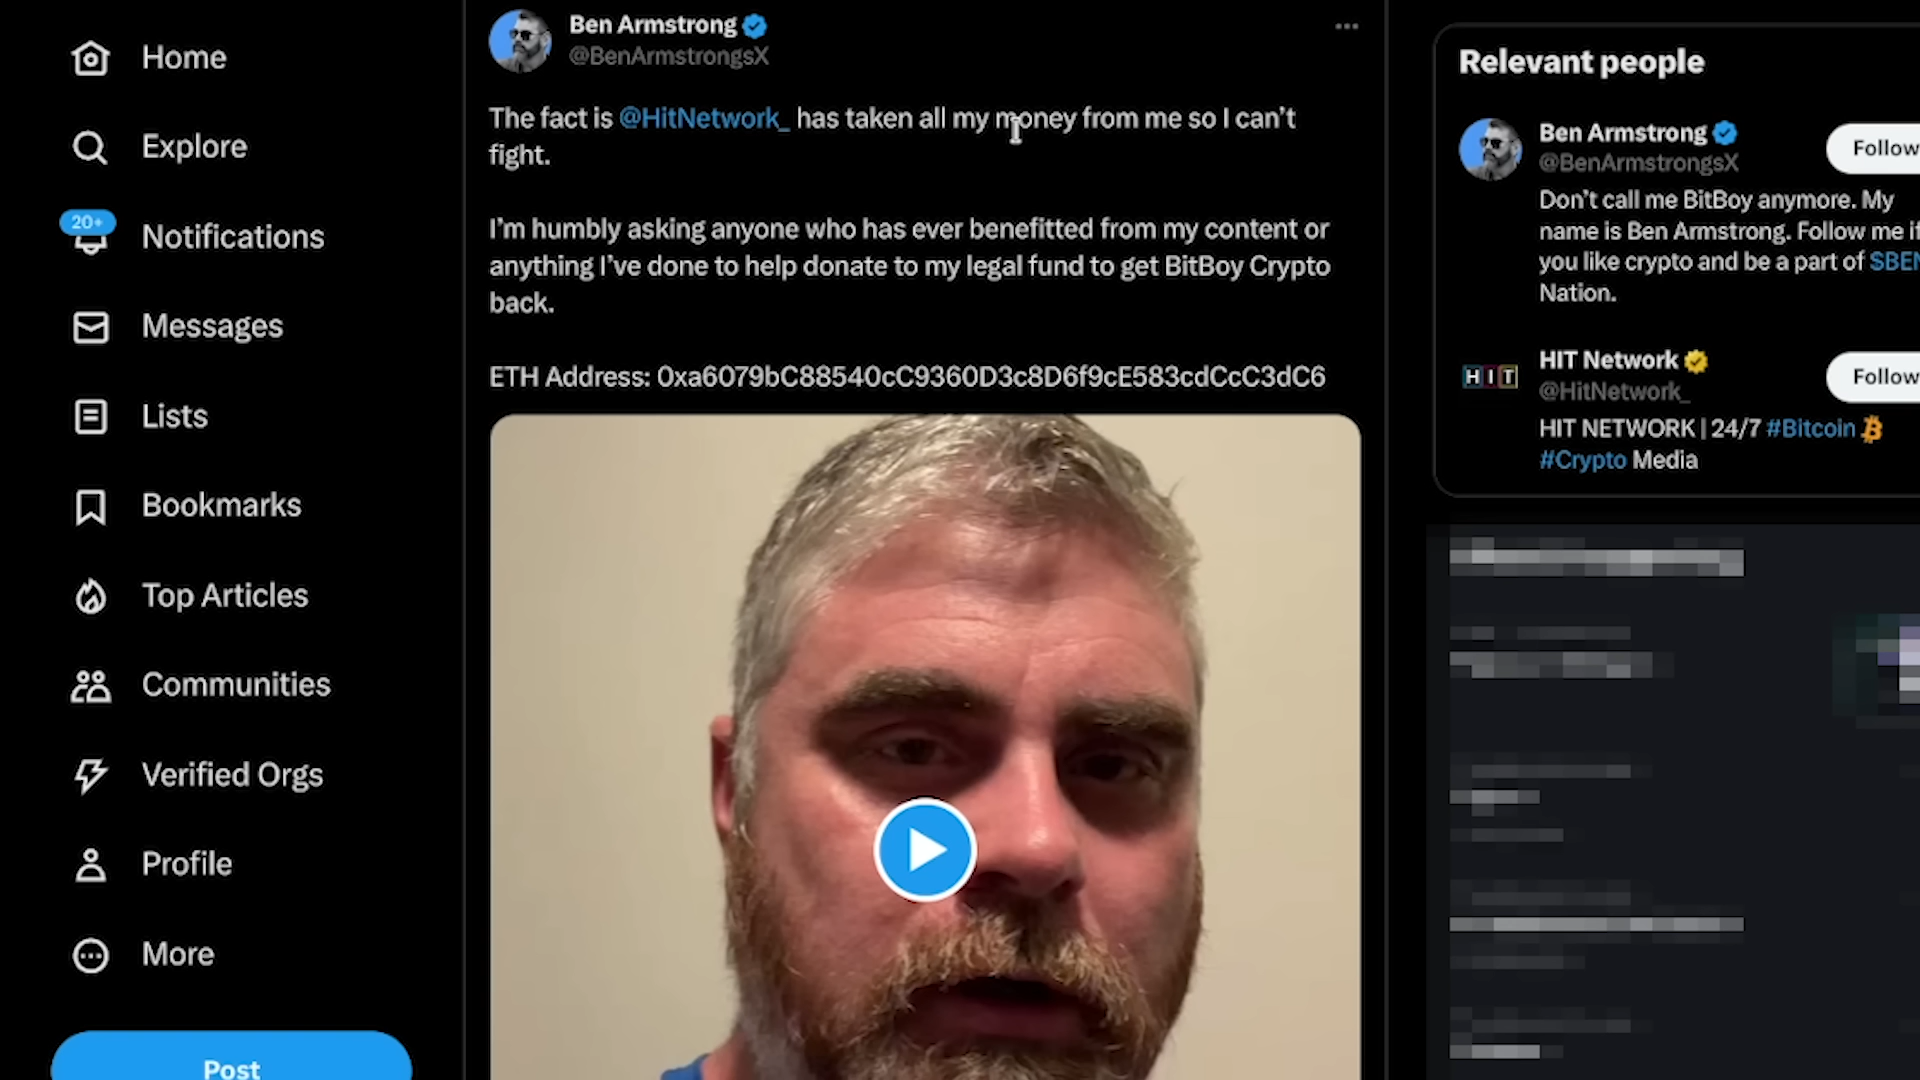 Home
Explore
20+
Notifications
Messages
Lists
Bookmarks
Top Articles
Communities
Verified Orgs
Profile
More
Post
Ben Armstrong
@BenArmstrongsX
The fact is @HitNetwork_ has taken all my money from me so I can't
fight.
I'm humbly asking anyone who has ever benefitted from my content or
anything I've done to help donate to my legal fund to get BitBoy Crypto
back.
ETH Address: 0xa6079bC88540cC9360D3c8D6f9cE583cdCcC3dC6
Relevant people
Ben Armstrong
@BenArmstrongsX
Follow
Don't call me BitBoy anymore. My
name is Ben Armstrong. Follow me if
you like crypto and be a part of $BEN
Nation.
HIT
HIT Network
@HitNetwork_
Follow
HIT NETWORK | 24/7 #Bitcoin
#Crypto Media